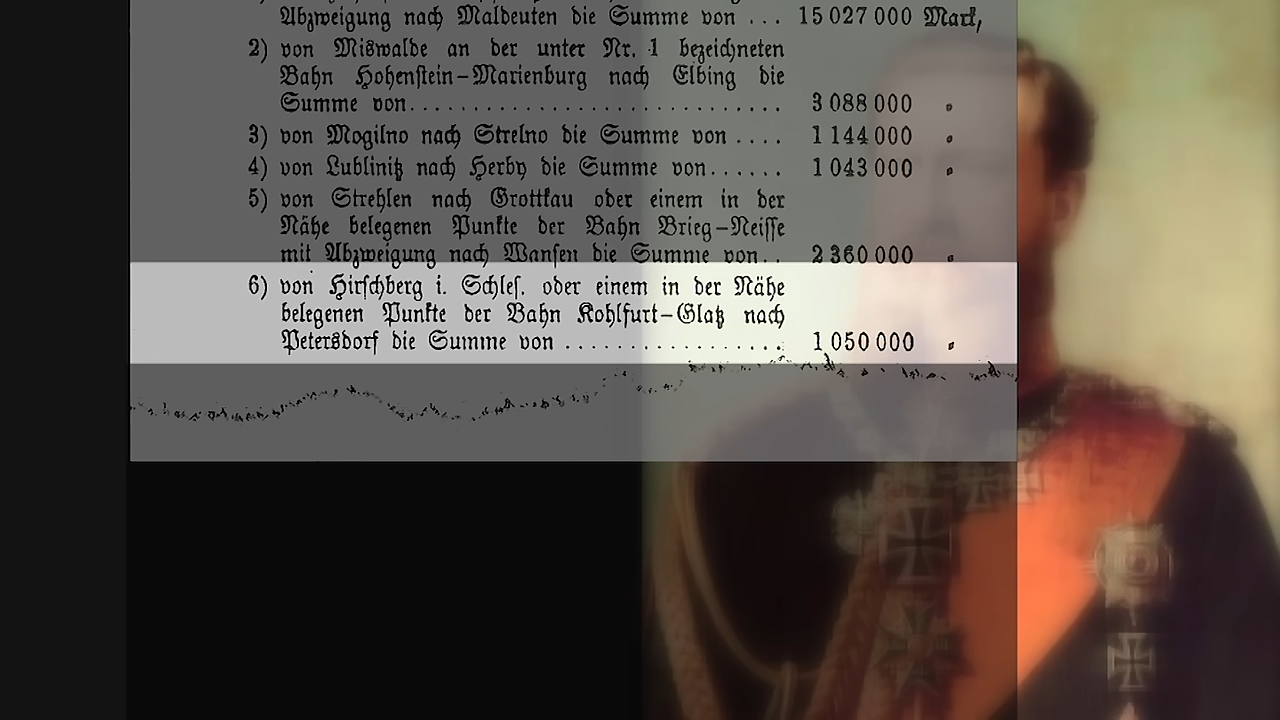 Abzweigung nach Maldeuten die Summe von ... 15 027 000 Mark,
2) von Miswalde an der unter Nr. 1 bezeichneten
Bahn Hohenstein–Marienburg nach Elbing die
Summe von.............................. 3 088 000 „
3) von Mogilno nach Strelno die Summe von .... 1 144 000 „
4) von Lublinitz nach Herby die Summe von...... 1 043 000 „
5) von Strehlen nach Grottkau oder einem in der
Nähe belegenen Punkte der Bahn Brieg–Neisse
mit Abzweigung nach Wansen die Summe von.. 2 360 000 „
6) von Hirschberg i. Schles. oder einem in der Nähe
belegenen Punkte der Bahn Kohlfurt–Glatz nach
Petersdorf die Summe von ................. 1 050 000 „